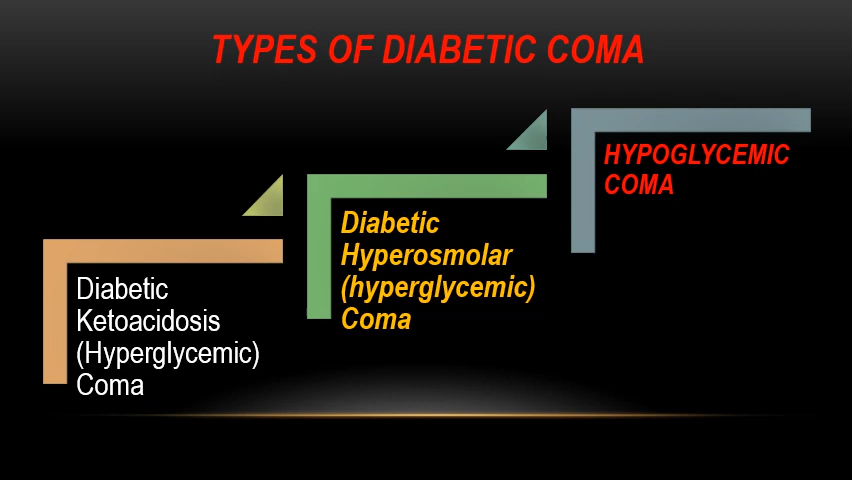 TYPES OF DIABETIC COMA
HYPOGLYCEMIC
COMA
Diabetic
Hyperosmolar
(hyperglycemic)
Coma
Diabetic
Ketoacidosis
(Hyperglycemic)
Coma